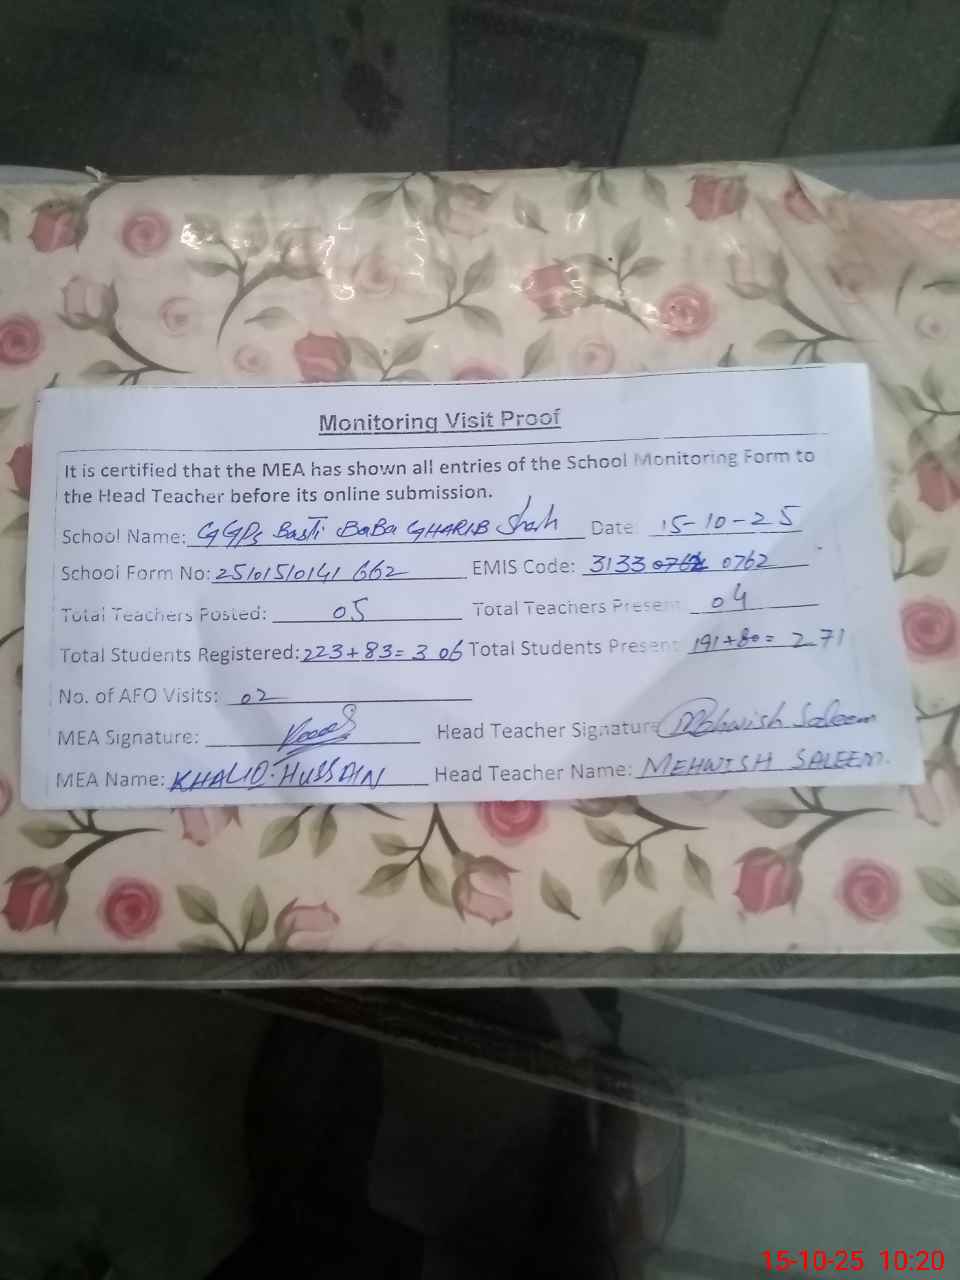 Monitoring Visit Proof
It is certified that the MEA has shown all entries of the School Monitoring Form to
the Head Teacher before its online submission.
School Name: GGPS Basti BaBa GHARIB Shah Date: 15-10-25
School Form No: 25101510141 662 EMIS Code: 3133 0762
Total Teachers Posted: 05 Total Teachers Present: 04
Total Students Registered: 223+83= 306 Total Students Present: 191+80= 271
No. of AFO Visits: 02
MEA Signature: Head Teacher Signature Mehwish Saleem
MEA Name: KHALID HUSSAIN Head Teacher Name: MEHWISH SALEEM.
15-10-25 10:20